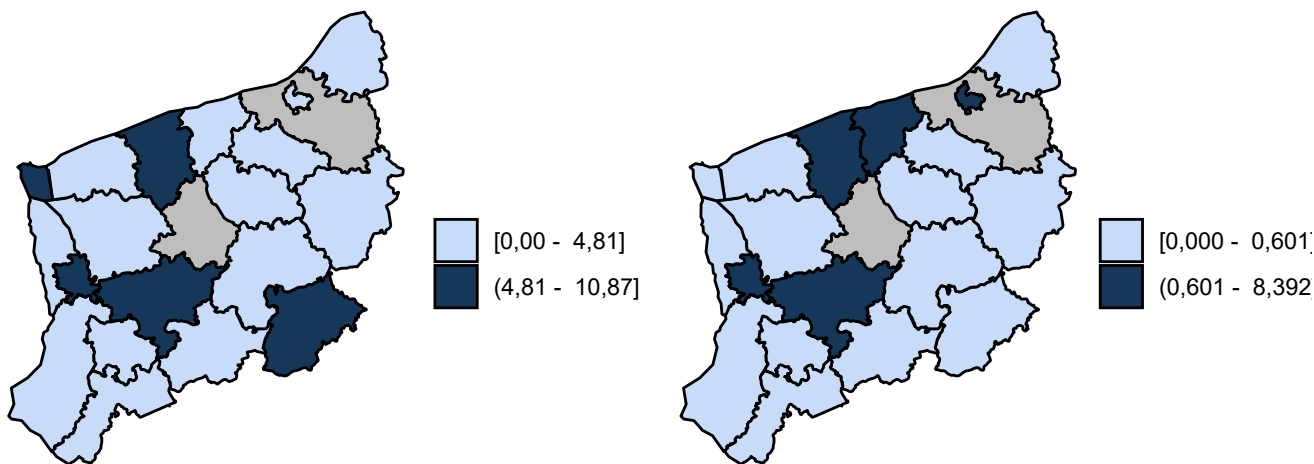 [0,00 - 4,81]
(4,81 - 10,87]
[0,000 - 0,601]
(0,601 - 8,392]